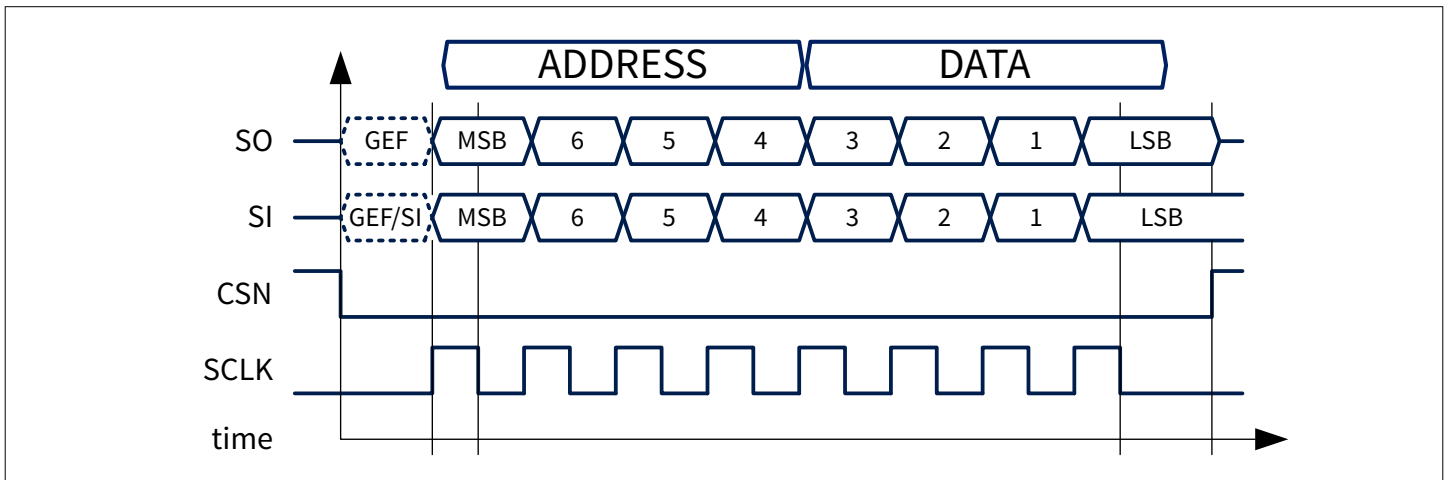 ADDRESS DATA
SO GEF MSB 6 5 4 3 2 1 LSB
SI GEF/SI MSB 6 5 4 3 2 1 LSB
CSN
SCLK
time